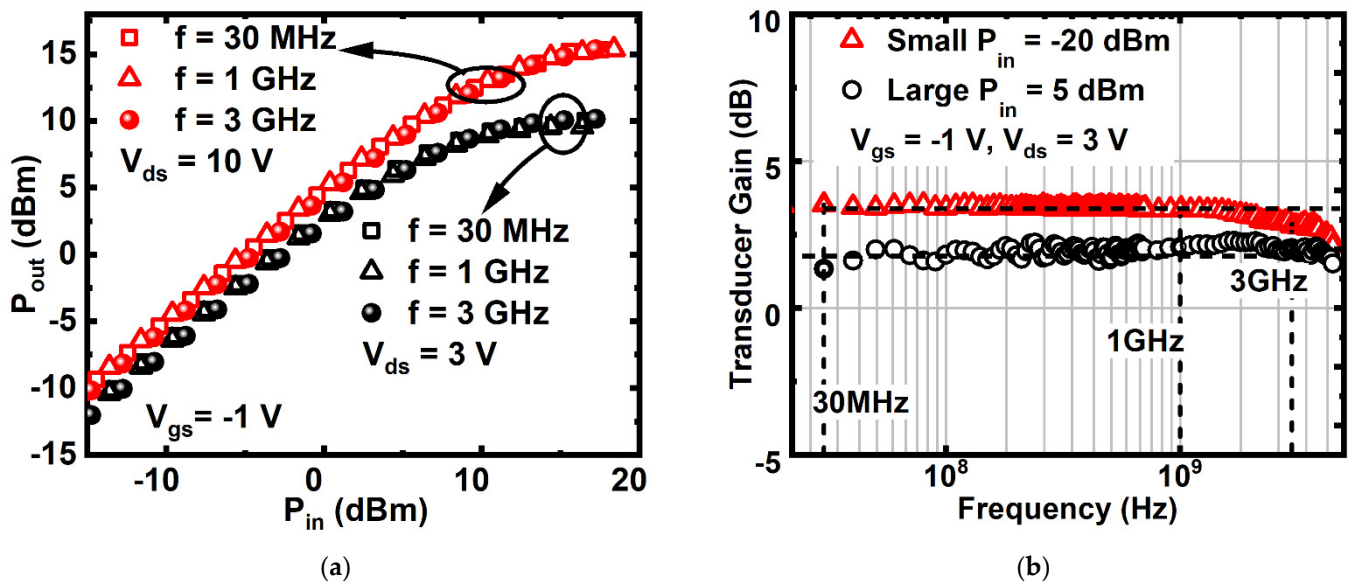 f = 30 MHz
f = 1 GHz
f = 3 GHz
V_ds = 10 V
f = 30 MHz
f = 1 GHz
f = 3 GHz
V_ds = 3 V
V_gs = -1 V
15
10
5
0
-5
-10
-15
P_out (dBm)
-10
0
10
20
P_in (dBm)
(a)
Small P_in = -20 dBm
Large P_in = 5 dBm
V_gs = -1 V, V_ds = 3 V
3GHz
1GHz
30MHz
10
5
0
-5
Transducer Gain (dB)
10^8
10^9
Frequency (Hz)
(b)